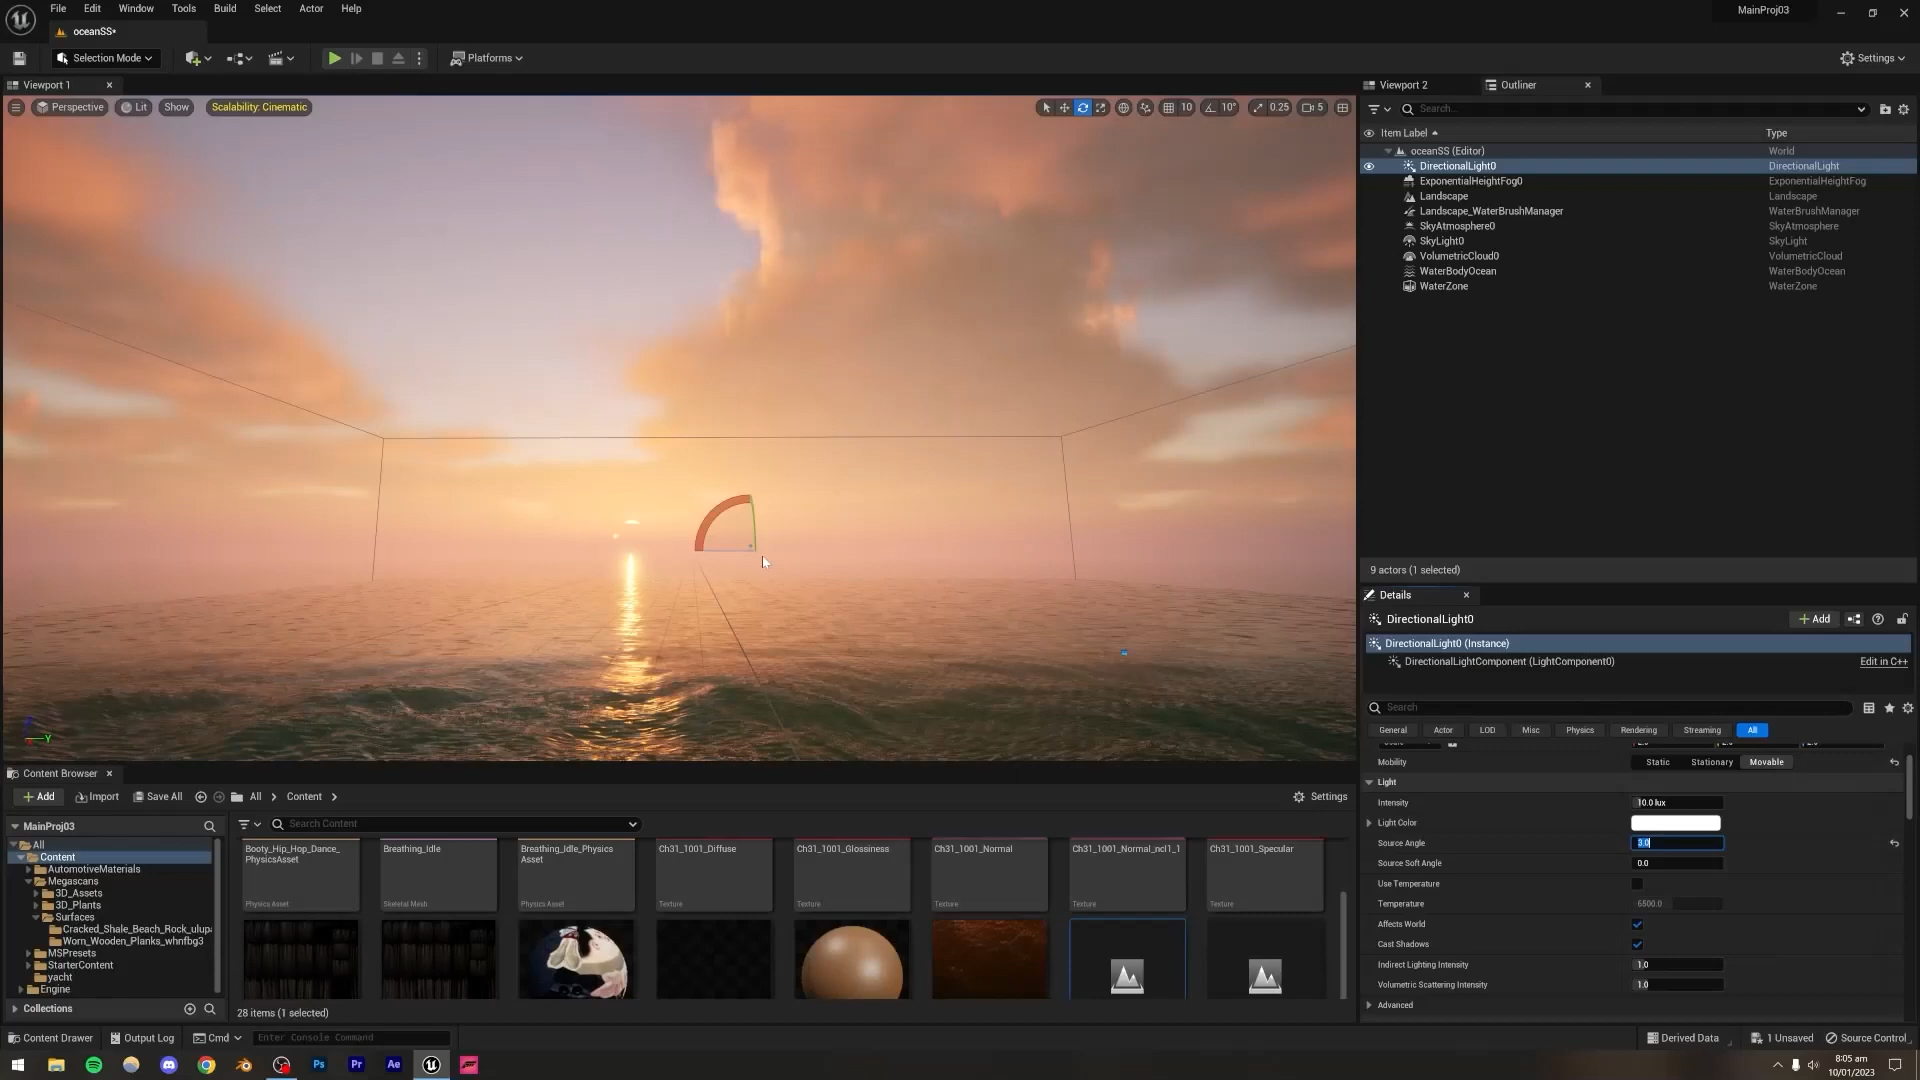 File Edit Window Tools Build Select Actor Help
MainProj03
oceanSS*
Selection Mode
Platforms
Settings
Viewport 1
Perspective Lit Show Scalability: Cinematic
10 10° 0.25 5
Viewport 2 Outliner
Search...
Item Label Type
oceanSS (Editor) World
DirectionalLight0 DirectionalLight
ExponentialHeightFog0 ExponentialHeightFog
Landscape Landscape
Landscape_WaterBrushManager WaterBrushManager
SkyAtmosphere0 SkyAtmosphere
SkyLight0 SkyLight
VolumetricCloud0 VolumetricCloud
WaterBodyOcean WaterBodyOcean
WaterZone WaterZone
9 actors (1 selected)
Details
DirectionalLight0 Add
DirectionalLight0 (Instance)
DirectionalLightComponent (LightComponent0) Edit in C++
Search
General Actor LOD Misc Physics Rendering Streaming All
Mobility Static Stationary Movable
Light
Intensity 10.0 lux
Light Color
Source Angle 3.0
Source Soft Angle 0.0
Use Temperature
Temperature 6500.0
Affects World
Cast Shadows
Indirect Lighting Intensity 1.0
Volumetric Scattering Intensity 1.0
Advanced
Y
Content Browser
Add Import Save All All Content Settings
MainProj03
All
Content
AutomotiveMaterials
Megascans
3D_Assets
3D_Plants
Surfaces
Cracked_Shale_Beach_Rock_ulupa
Worn_Wooden_Planks_whnfbg3
MSPresets
StarterContent
yacht
Engine
Collections
Search Content
Booty_Hip_Hop_Dance_
PhysicsAsset
Physics Asset
Breathing_Idle
Skeletal Mesh
Breathing_Idle_Physics
Asset
Physics Asset
Ch31_1001_Diffuse
Texture
Ch31_1001_Glossiness
Texture
Ch31_1001_Normal
Texture
Ch31_1001_Normal_ncl1_1
Texture
Ch31_1001_Specular
Texture
28 items (1 selected)
Content Drawer Output Log Cmd Enter Console Command
Derived Data 1 Unsaved Source Control
Ps Pr Ae
8:05 am
10/01/2023